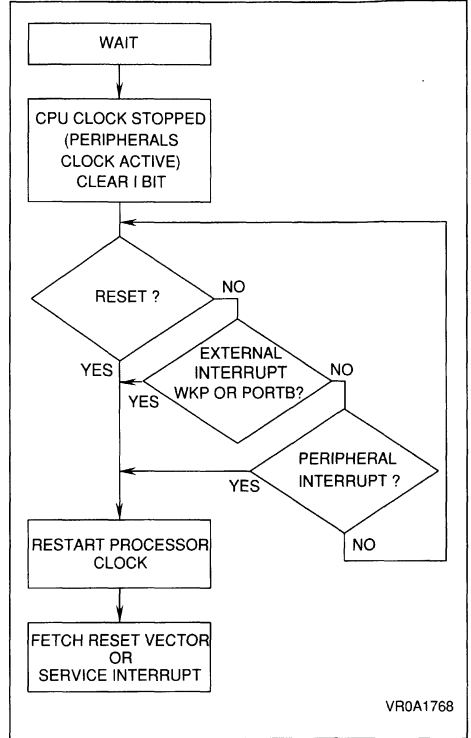 WAIT
CPU CLOCK STOPPED
(PERIPHERALS
CLOCK ACTIVE)
CLEAR I BIT
RESET ?
NO
YES
EXTERNAL
INTERRUPT
WKP OR PORTB?
NO
YES
PERIPHERAL
INTERRUPT ?
YES
NO
RESTART PROCESSOR
CLOCK
FETCH RESET VECTOR
OR
SERVICE INTERRUPT
VR0A1768